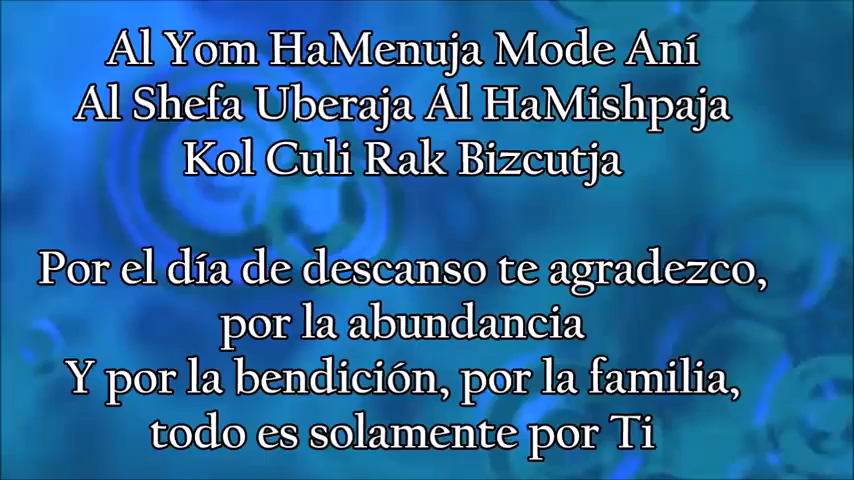 Al Yom HaMenuja Mode Aní
Al Shefa Uberaja Al HaMishpaja
Kol Culi Rak Bizcutja
Por el día de descanso te agradezco,
por la abundancia
Y por la bendición, por la familia,
todo es solamente por Ti